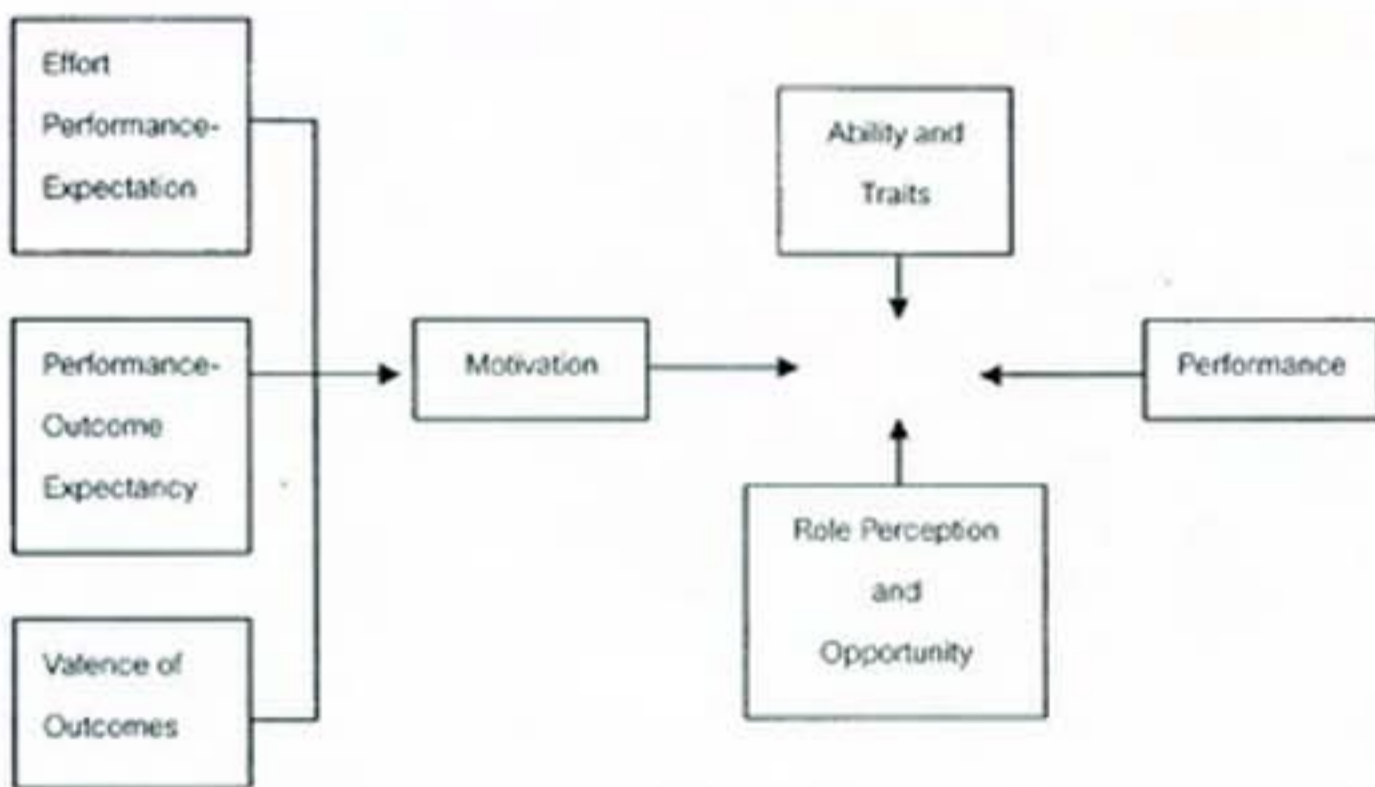 Effort
Performance-
Expectation
Performance-
Outcome
Expectancy
Valence of
Outcomes
Motivation
Ability and
Traits
Role Perception
and
Opportunity
Performance